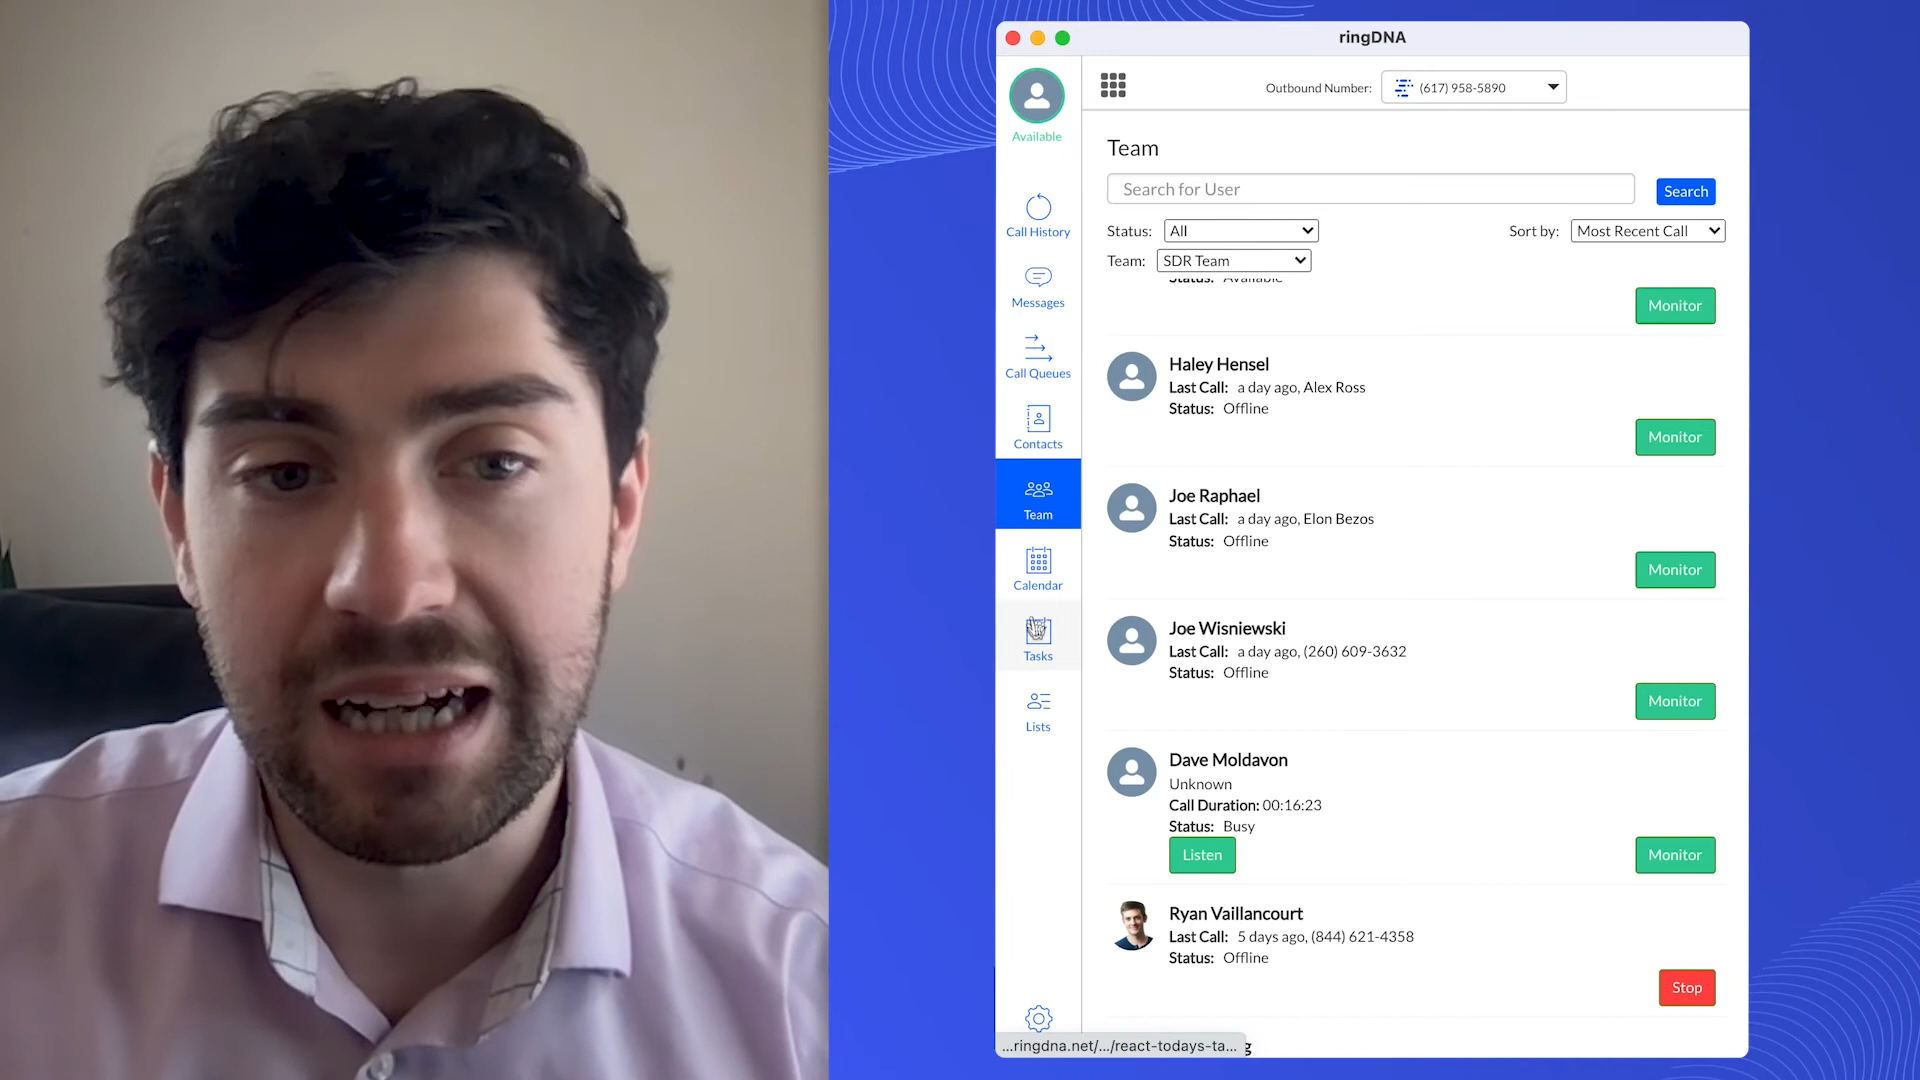 ringDNA
Available
Outbound Number: (617) 958-5890
Team
Search for User
Search
Status: All
Sort by: Most Recent Call
Team: SDR Team
Status: Available
Monitor
Call History
Messages
Call Queues
Contacts
Team
Calendar
Tasks
Lists
Haley Hensel
Last Call: a day ago, Alex Ross
Status: Offline
Monitor
Joe Raphael
Last Call: a day ago, Elon Bezos
Status: Offline
Monitor
Joe Wisniewski
Last Call: a day ago, (260) 609-3632
Status: Offline
Monitor
Dave Moldavon
Unknown
Call Duration: 00:16:23
Status: Busy
Listen
Monitor
Ryan Vaillancourt
Last Call: 5 days ago, (844) 621-4358
Status: Offline
Stop
...ringdna.net/.../react-todays-ta...